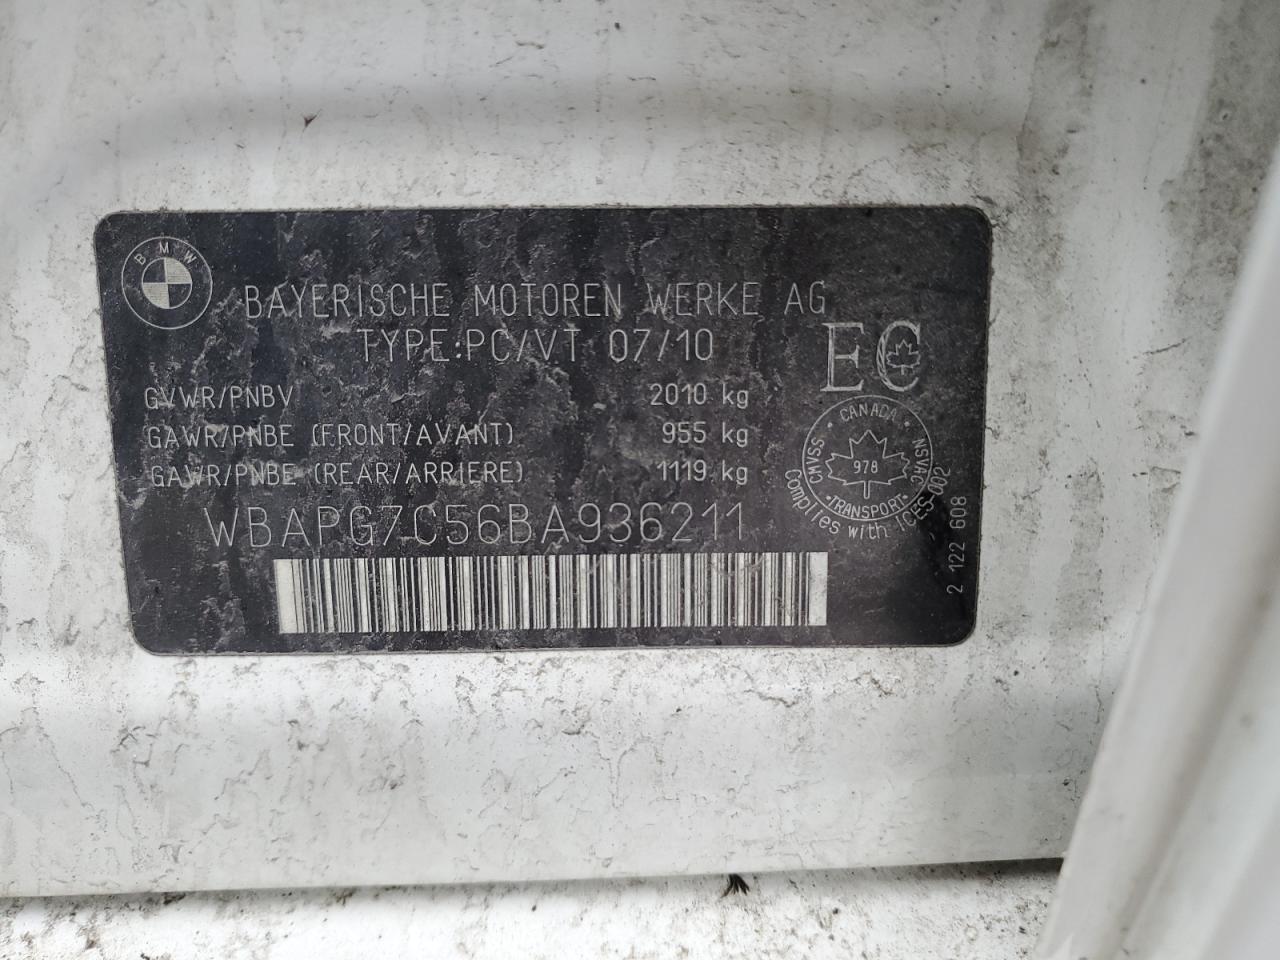 BMW
BAYERISCHE MOTOREN WERKE AG
TYPE:PC/VT 07/10
EC
GVWR/PNBV 2010 kg
GAWR/PNBE (FRONT/AVANT) 955 kg
GAWR/PNBE (REAR/ARRIERE) 1119 kg
WBAPG7C56BA936211
CANADA
CMVSS NSVAC
978
TRANSPORT
Complies with ICES-002
2 122 608